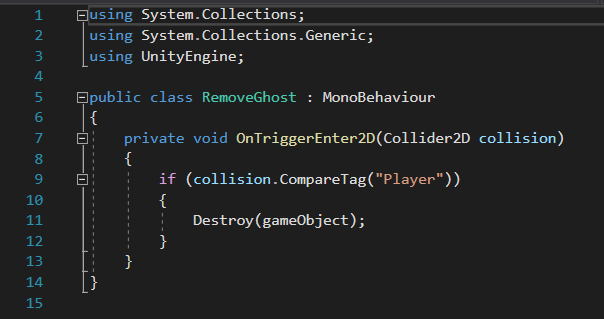 1 using System.Collections;
2 using System.Collections.Generic;
3 using UnityEngine;
4
5 public class RemoveGhost : MonoBehaviour
6 {
7     private void OnTriggerEnter2D(Collider2D collision)
8     {
9         if (collision.CompareTag("Player"))
10         {
11             Destroy(gameObject);
12         }
13     }
14 }
15